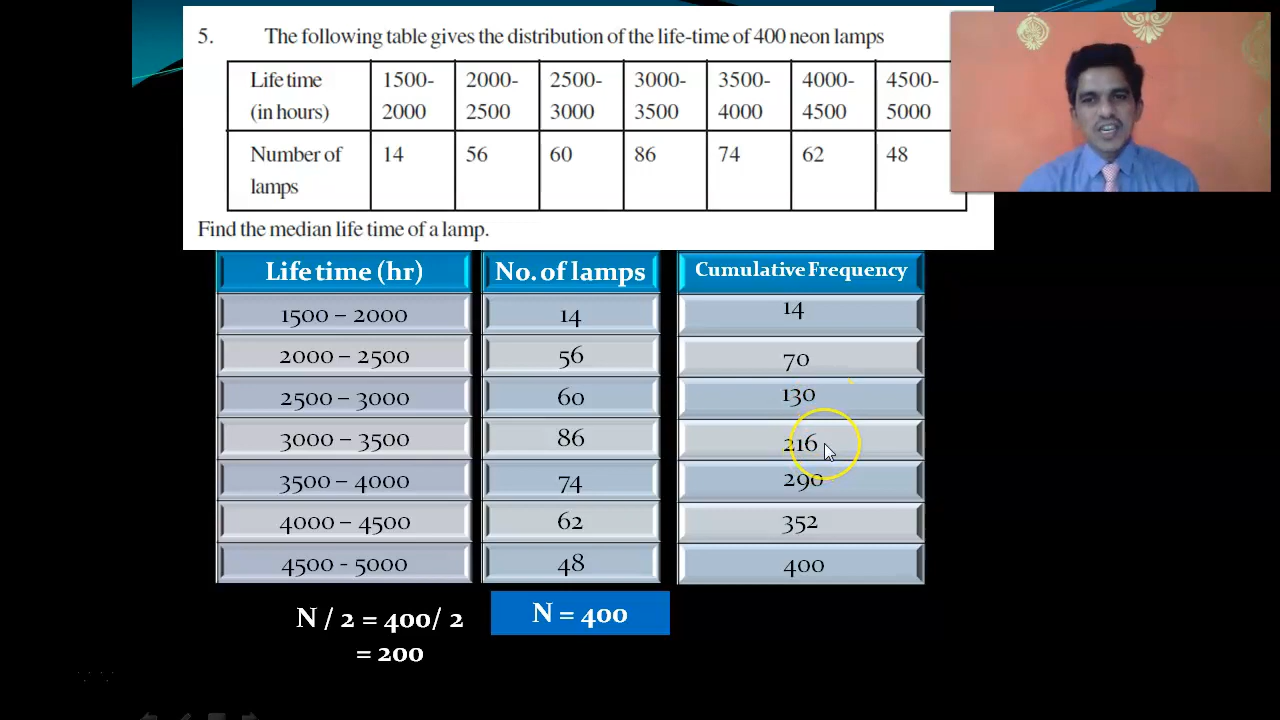 5. The following table gives the distribution of the life-time of 400 neon lamps
Life time (in hours) 1500-2000 2000-2500 2500-3000 3000-3500 3500-4000 4000-4500 4500-5000
Number of lamps 14 56 60 86 74 62 48
Find the median life time of a lamp.
Life time (hr) No. of lamps Cumulative Frequency
1500 – 2000 14 14
2000 – 2500 56 70
2500 – 3000 60 130
3000 – 3500 86 216
3500 – 4000 74 290
4000 – 4500 62 352
4500 - 5000 48 400
N / 2 = 400/ 2 N = 400
= 200